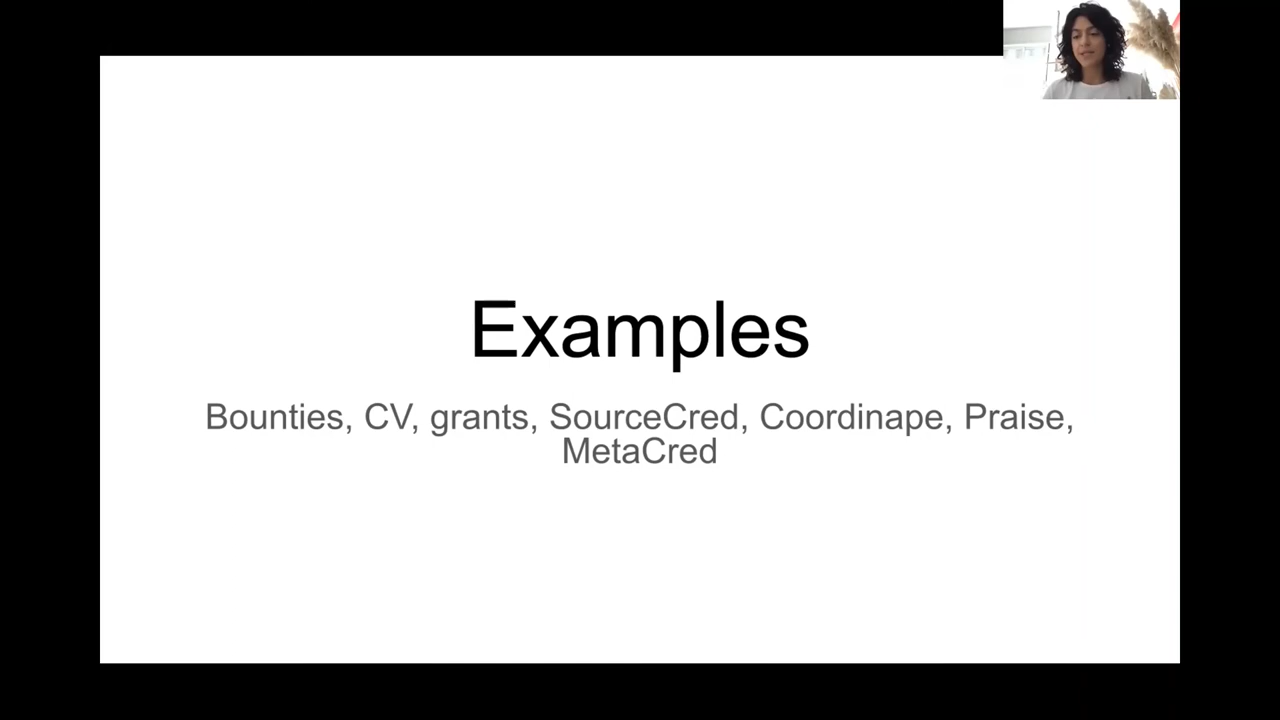 Examples
Bounties, CV, grants, SourceCred, Coordinape, Praise,
MetaCred